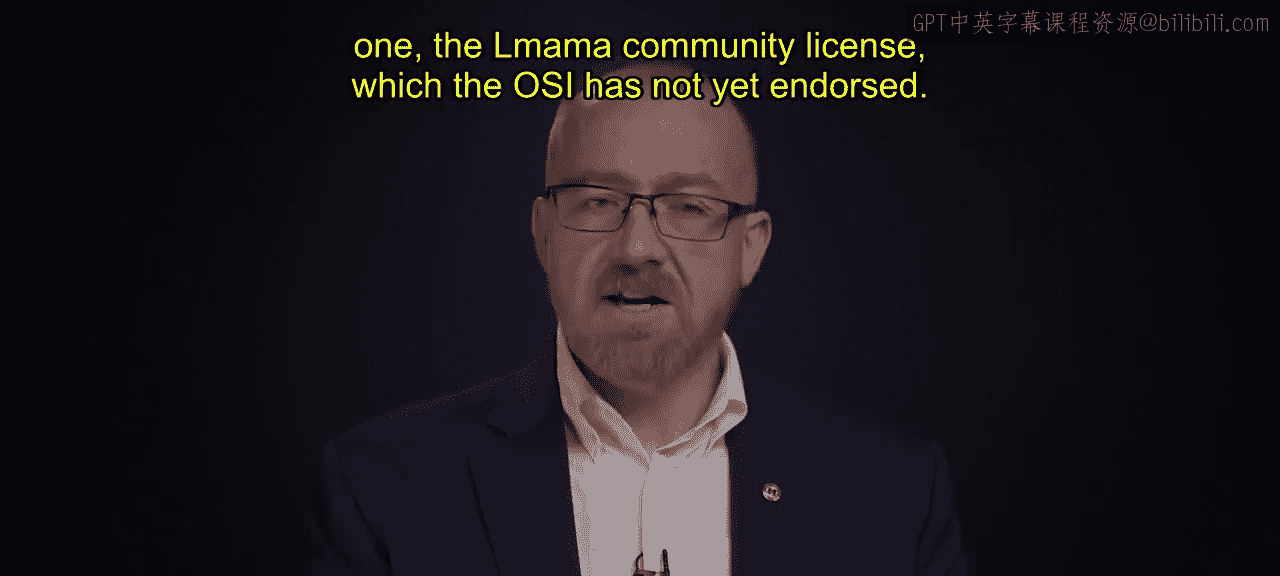 GPT中英字幕课程资源@bilibili.com
one, the Lmama community license,
which the OSI has not yet endorsed.